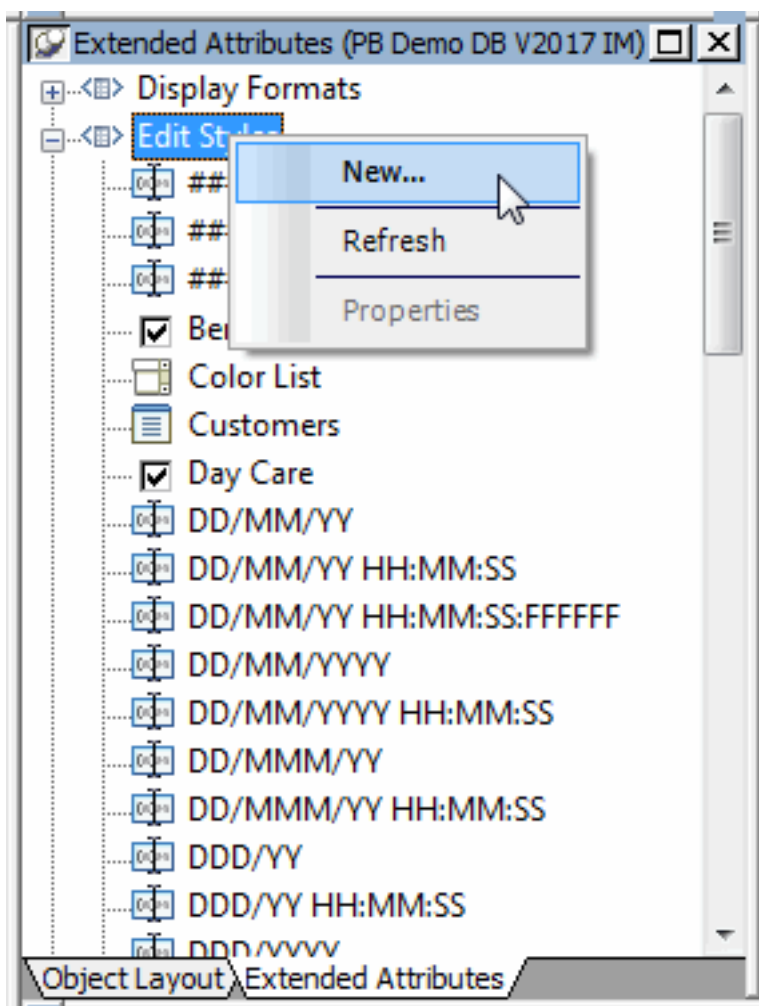 Extended Attributes (PB Demo DB V2017 IM)
Display Formats
Edit Styles
New...
##
##
Refresh
##
Properties
Color List
Customers
Day Care
DD/MM/YY
DD/MM/YY HH:MM:SS
DD/MM/YY HH:MM:SS:FFFFFF
DD/MM/YYYY
DD/MM/YYYY HH:MM:SS
DD/MMM/YY
DD/MMM/YY HH:MM:SS
DDD/YY
DDD/YY HH:MM:SS
DDD/YYYY
Object Layout
Extended Attributes